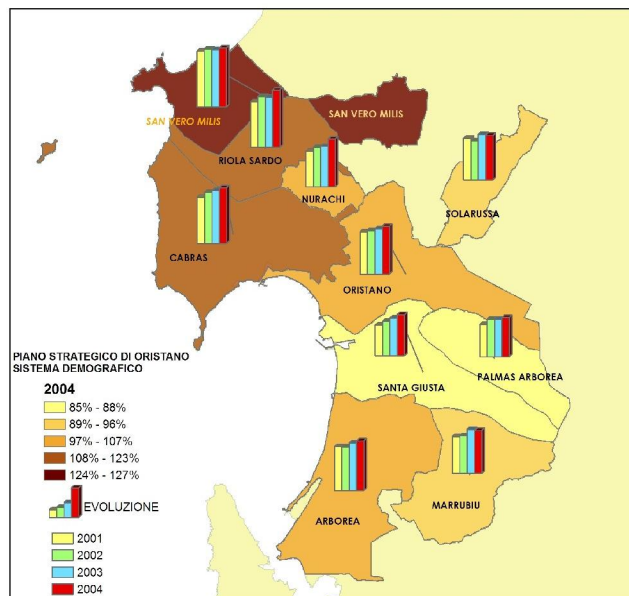 SAN VERO MILIS
SAN VERO MILIS
RIOLA SARDO
NURACHI
SOLARUSSA
CABRAS
ORISTANO
PIANO STRATEGICO DI ORISTANO
SISTEMA DEMOGRAFICO
2004
85% - 88%
89% - 96%
97% - 107%
108% - 123%
124% - 127%
EVOLUZIONE
2001
2002
2003
2004
SANTA GIUSTA
PALMAS ARBOREA
ARBOREA
MARRUBIU